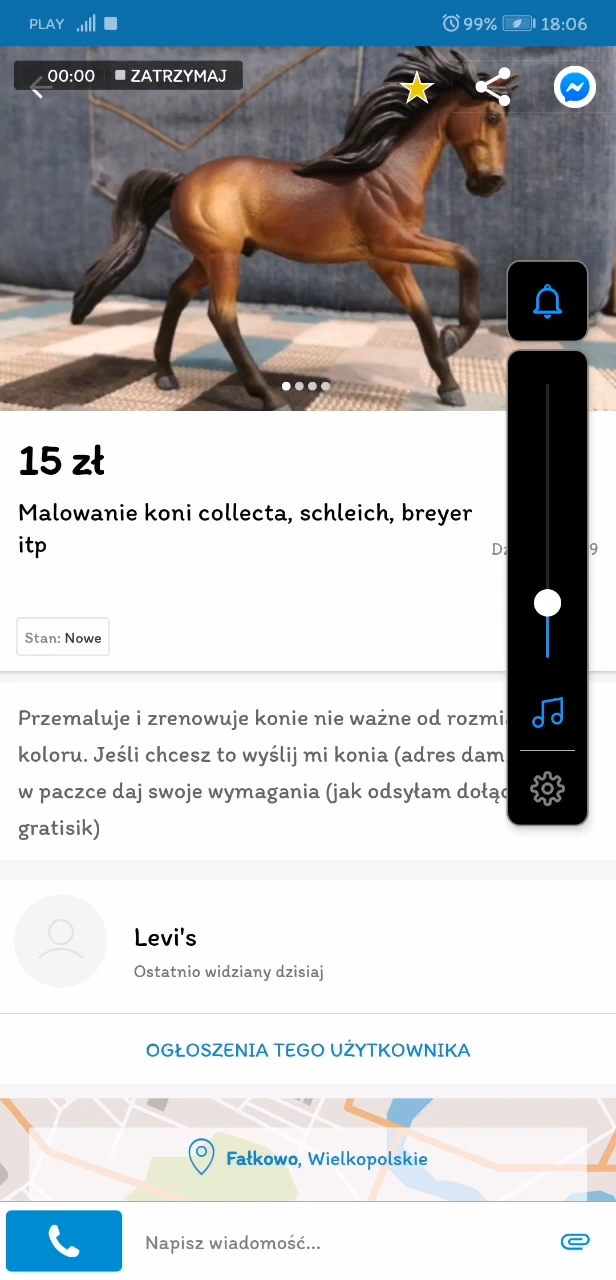 PLAY 99% 18:06
00:00 ZATRZYMAJ
15 zł
Malowanie koni collecta, schleich, breyer
itp
9
Stan: Nowe
Przemaluje i zrenowuje konie nie ważne od
koloru. Jeśli chcesz to wyślij mi konia (adres dam
w paczce daj swoje wymagania (jak odsyłam
gratisik)
Levi's
Ostatnio widziany dzisiaj
OGŁOSZENIA TEGO UŻYTKOWNIKA
Fałkowo, Wielkopolskie
Napisz wiadomość...